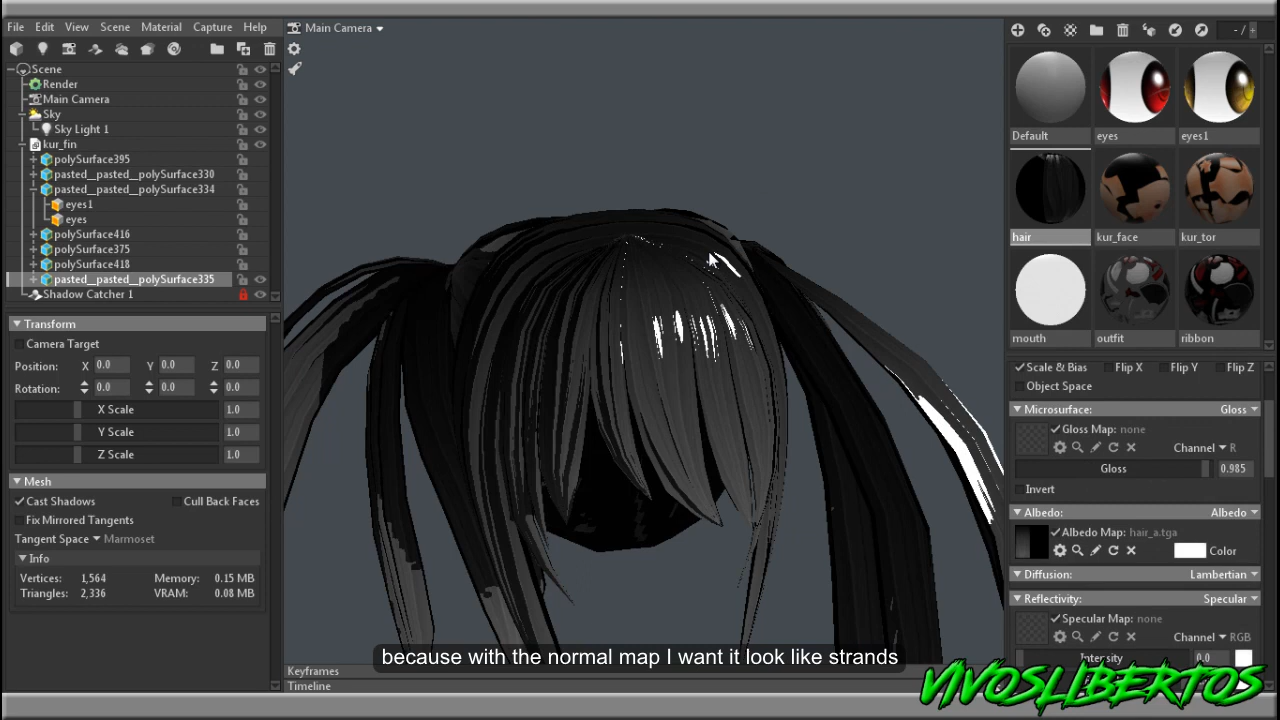 File Edit View Scene Material Capture Help
Main Camera
- / +
Scene
Render
Main Camera
Sky
Sky Light 1
kur_fin
polySurface395
pasted__pasted__polySurface330
pasted__pasted__polySurface334
eyes1
eyes
polySurface416
polySurface375
polySurface418
pasted__pasted__polySurface335
Shadow Catcher 1
Transform
Camera Target
Position: X 0.0 Y 0.0 Z 0.0
Rotation: 0.0 0.0 0.0
X Scale 1.0
Y Scale 1.0
Z Scale 1.0
Mesh
Cast Shadows Cull Back Faces
Fix Mirrored Tangents
Tangent Space Marmoset
Info
Vertices: 1,564 Memory: 0.15 MB
Triangles: 2,336 VRAM: 0.08 MB
because with the normal map I want it look like strands
Keyframes
Timeline
Default eyes eyes1
hair kur_face kur_tor
mouth outfit ribbon
Scale & Bias Flip X Flip Y Flip Z
Object Space
Microsurface: Gloss
Gloss Map: none
Channel R
Gloss 0.985
Invert
Albedo: Albedo
Albedo Map: hair_a.tga
Color
Diffusion: Lambertian
Reflectivity: Specular
Specular Map: none
Channel RGB
Intensity 0.0
VIVOSLIBERTOS